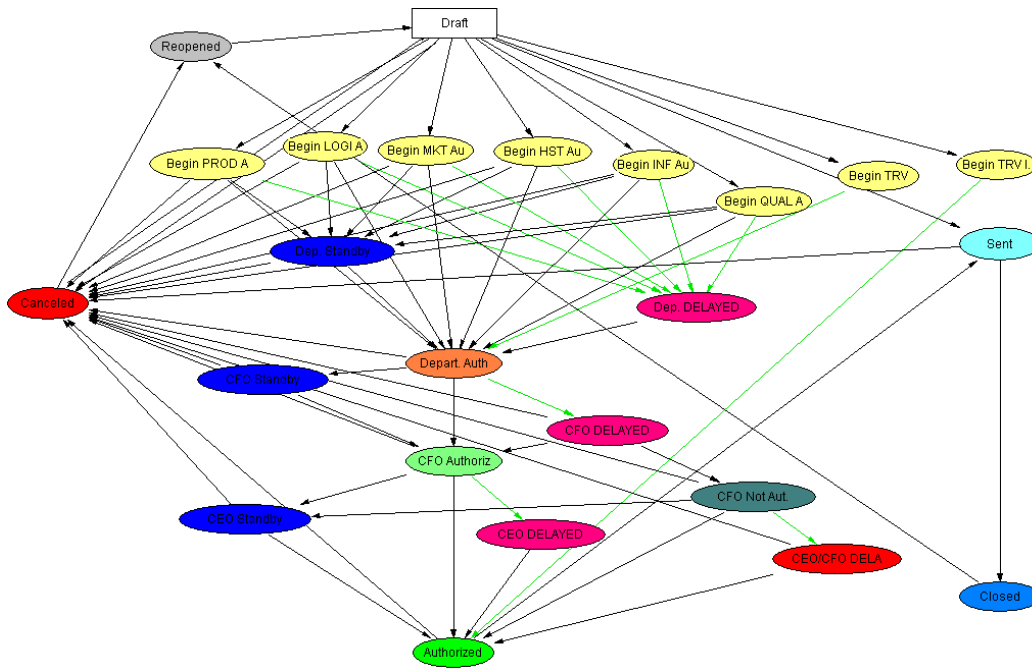 Draft
Reopened
Begin PROD A
Begin LOGI A
Begin MKT Au
Begin HST Au
Begin INF Au
Begin QUAL A
Begin TRV
Begin TRV I.
Dep. Standby
Sent
Canceled
Dep. DELAYED
Depart. Auth
CFO Standby
CFO DELAYED
CFO Authoriz
CFO Not Aut.
CEO Standby
CEO DELAYED
CEO/CFO DELA
Closed
Authorized